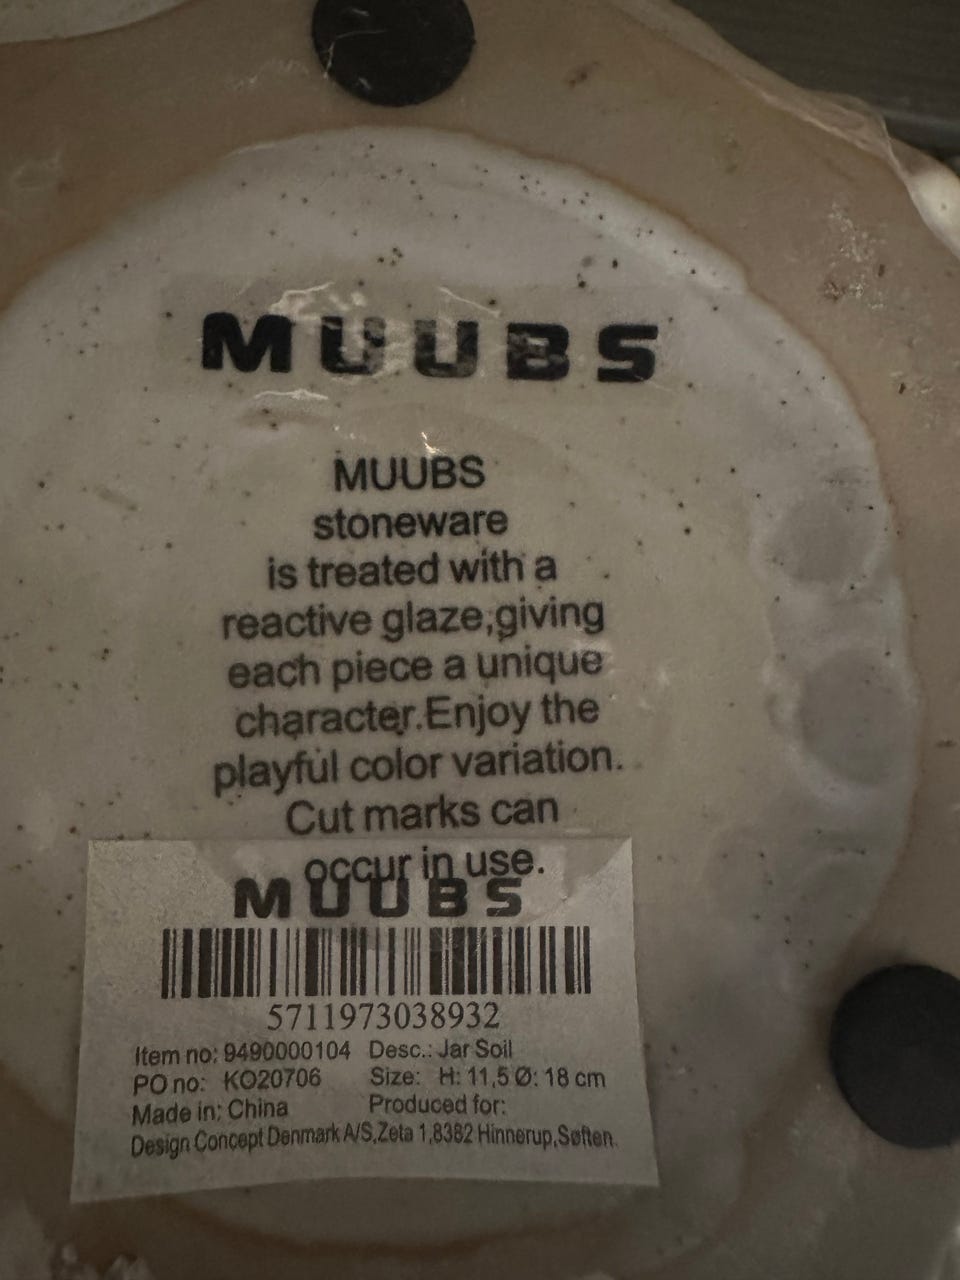 MUUBS
MUUBS
stoneware
is treated with a
reactive glaze,giving
each piece a unique
character.Enjoy the
playful color variation.
Cut marks can
occur in use.
MUUBS
5711973038932
Item no: 9490000104 Desc.: Jar Soil
PO no: KO20706 Size: H: 11,5 Ø: 18 cm
Made in: China Produced for:
Design Concept Denmark A/S,Zeta 1,8382 Hinnerup,Søften.